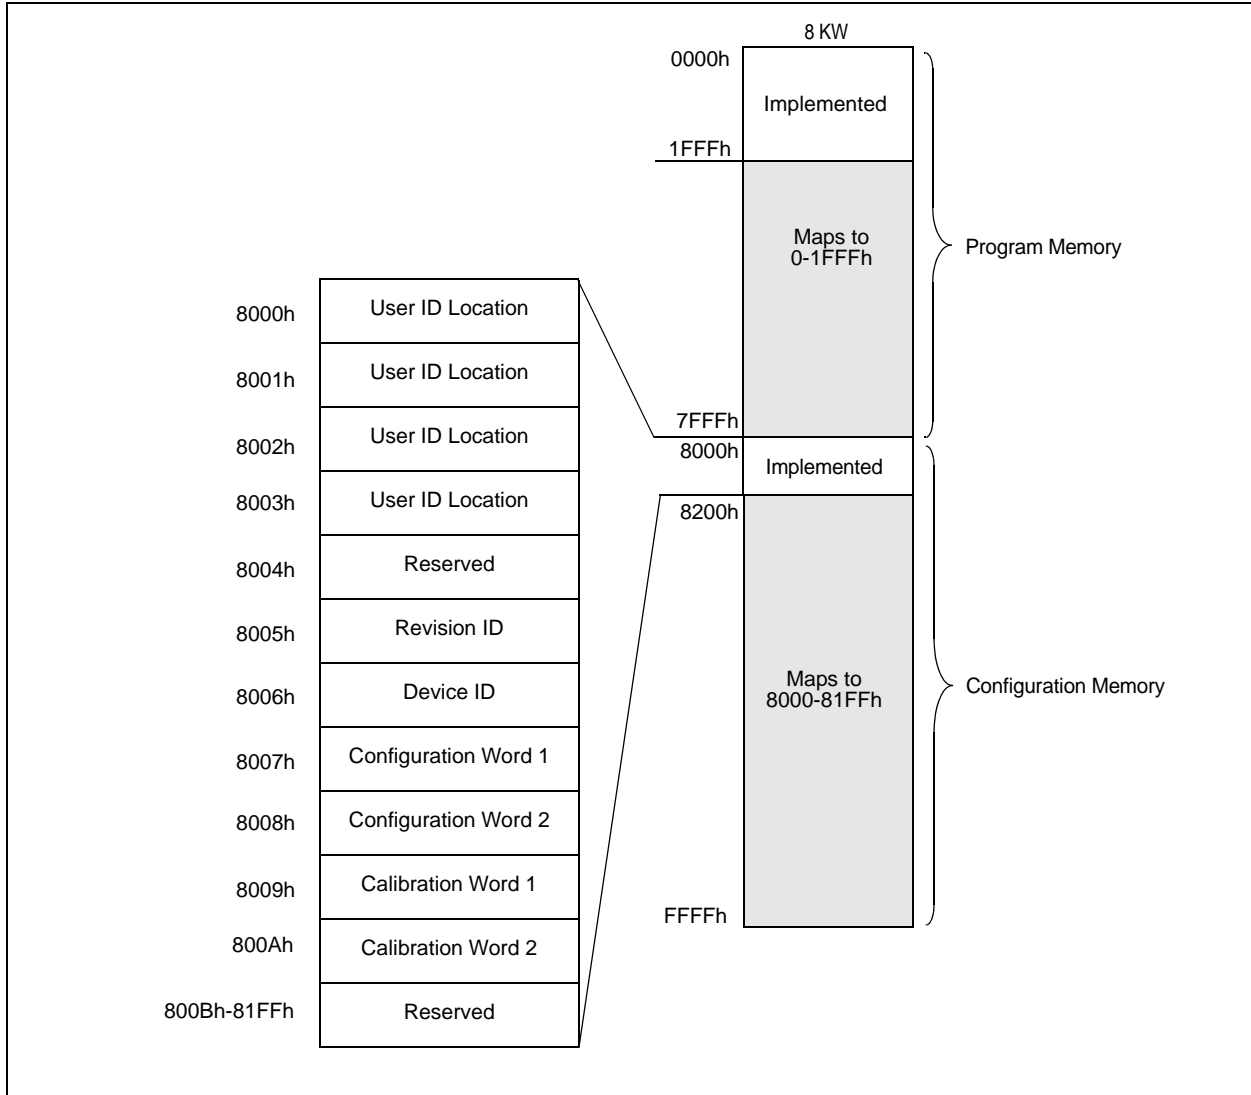 8 KW
0000h
Implemented
1FFFh
Maps to
0-1FFFh
Program Memory
7FFFh
8000h
Implemented
8200h
Maps to
8000-81FFh
Configuration Memory
FFFFh
8000h User ID Location
8001h User ID Location
8002h User ID Location
8003h User ID Location
8004h Reserved
8005h Revision ID
8006h Device ID
8007h Configuration Word 1
8008h Configuration Word 2
8009h Calibration Word 1
800Ah Calibration Word 2
800Bh-81FFh Reserved